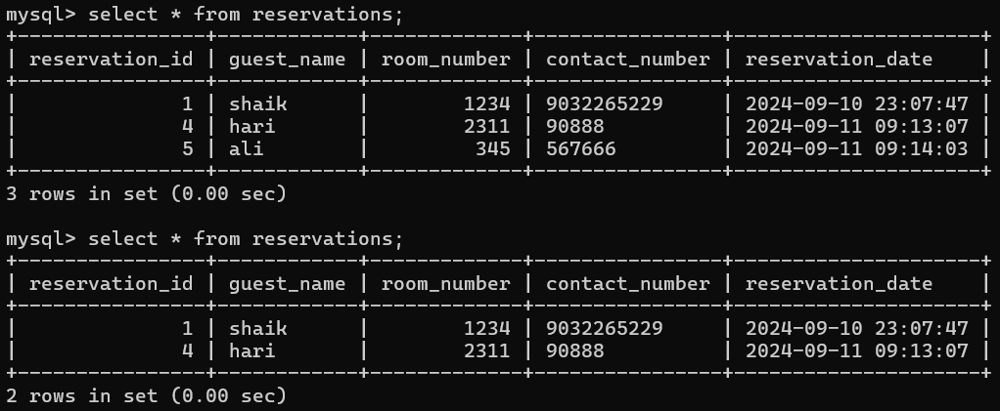 mysql> select * from reservations;
+----------------+------------+-------------+----------------+---------------------+
| reservation_id | guest_name | room_number | contact_number | reservation_date    |
+----------------+------------+-------------+----------------+---------------------+
|              1 | shaik      |        1234 | 9032265229     | 2024-09-10 23:07:47 |
|              4 | hari       |        2311 | 90888          | 2024-09-11 09:13:07 |
|              5 | ali        |         345 | 567666         | 2024-09-11 09:14:03 |
+----------------+------------+-------------+----------------+---------------------+
3 rows in set (0.00 sec)
mysql> select * from reservations;
+----------------+------------+-------------+----------------+---------------------+
| reservation_id | guest_name | room_number | contact_number | reservation_date    |
+----------------+------------+-------------+----------------+---------------------+
|              1 | shaik      |        1234 | 9032265229     | 2024-09-10 23:07:47 |
|              4 | hari       |        2311 | 90888          | 2024-09-11 09:13:07 |
+----------------+------------+-------------+----------------+---------------------+
2 rows in set (0.00 sec)